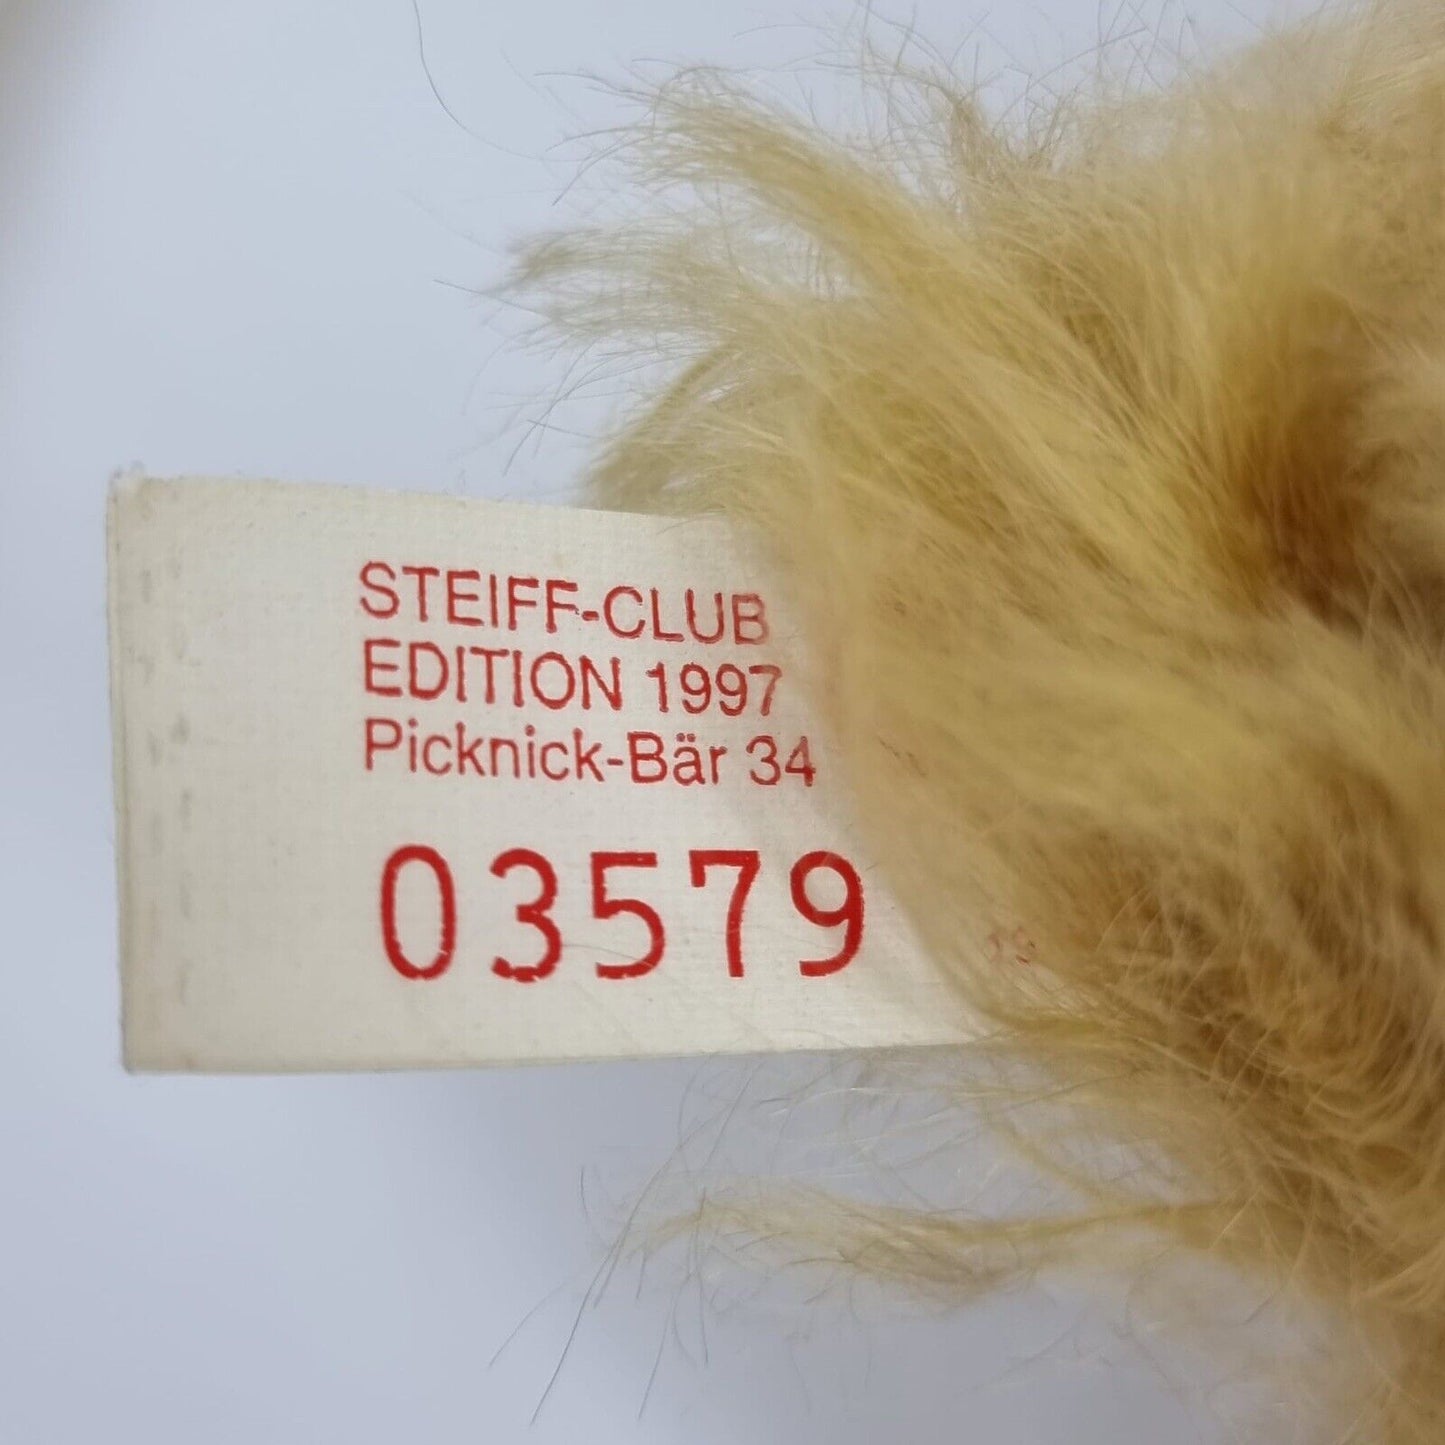 STEIFF-CLUB
EDITION 1997
Picknick-Bär 34
03579